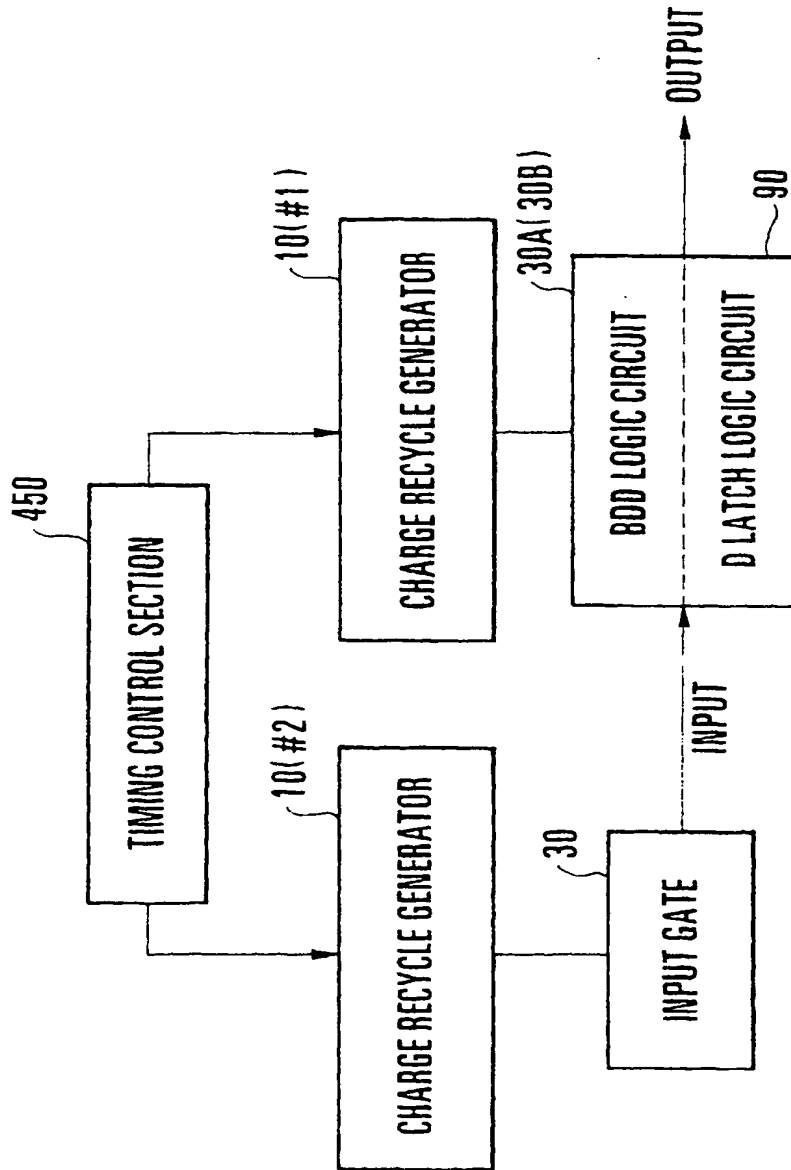 450
TIMING CONTROL SECTION
10(#2)
CHARGE RECYCLE GENERATOR
10(#1)
CHARGE RECYCLE GENERATOR
30
INPUT GATE
INPUT
30A(30B)
BDD LOGIC CIRCUIT
D LATCH LOGIC CIRCUIT
90
OUTPUT